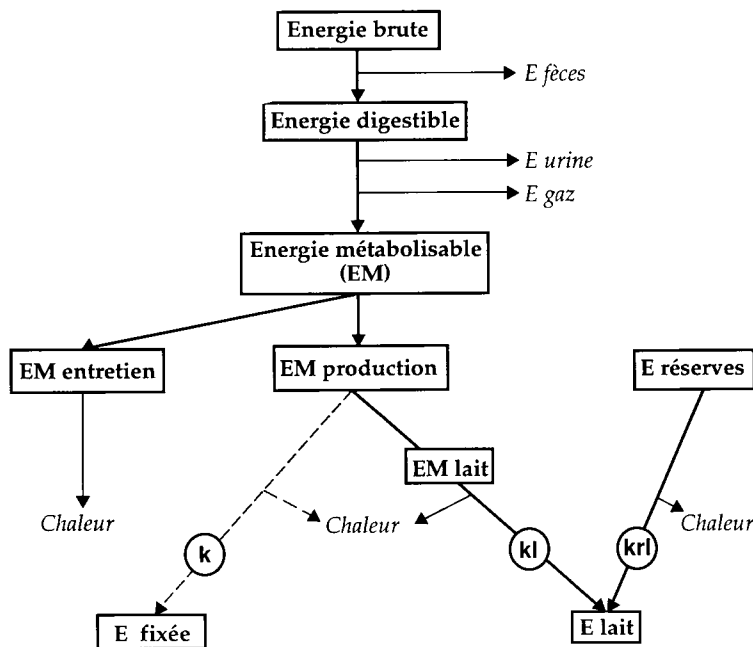 Energie brute
E fèces
Energie digestible
E urine
E gaz
Energie métabolisable
(EM)
EM entretien
EM production
E réserves
EM lait
Chaleur
Chaleur
Chaleur
k
kl
krl
E fixée
E lait